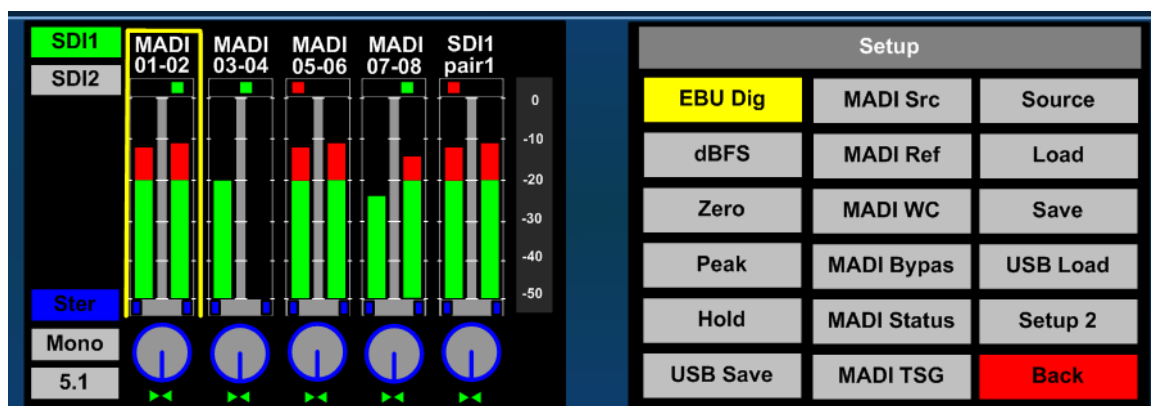 SDI1
SDI2
MADI MADI MADI MADI SDI1
01-02 03-04 05-06 07-08 pair1
0
-10
-20
-30
-40
-50
Ster
Mono
5.1
Setup
EBU Dig MADI Src Source
dBFS MADI Ref Load
Zero MADI WC Save
Peak MADI Bypas USB Load
Hold MADI Status Setup 2
USB Save MADI TSG Back